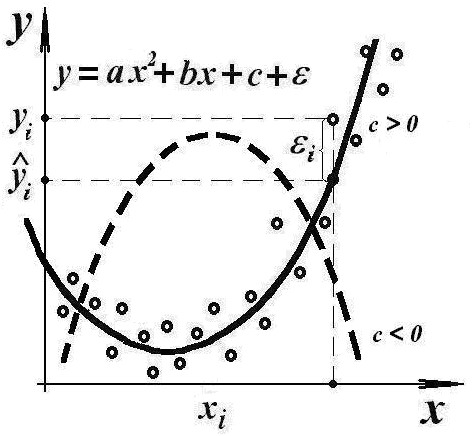 y
y = ax² + bx + c + ε
yᵢ
εᵢ
c > 0
ŷᵢ
c < 0
xᵢ
x